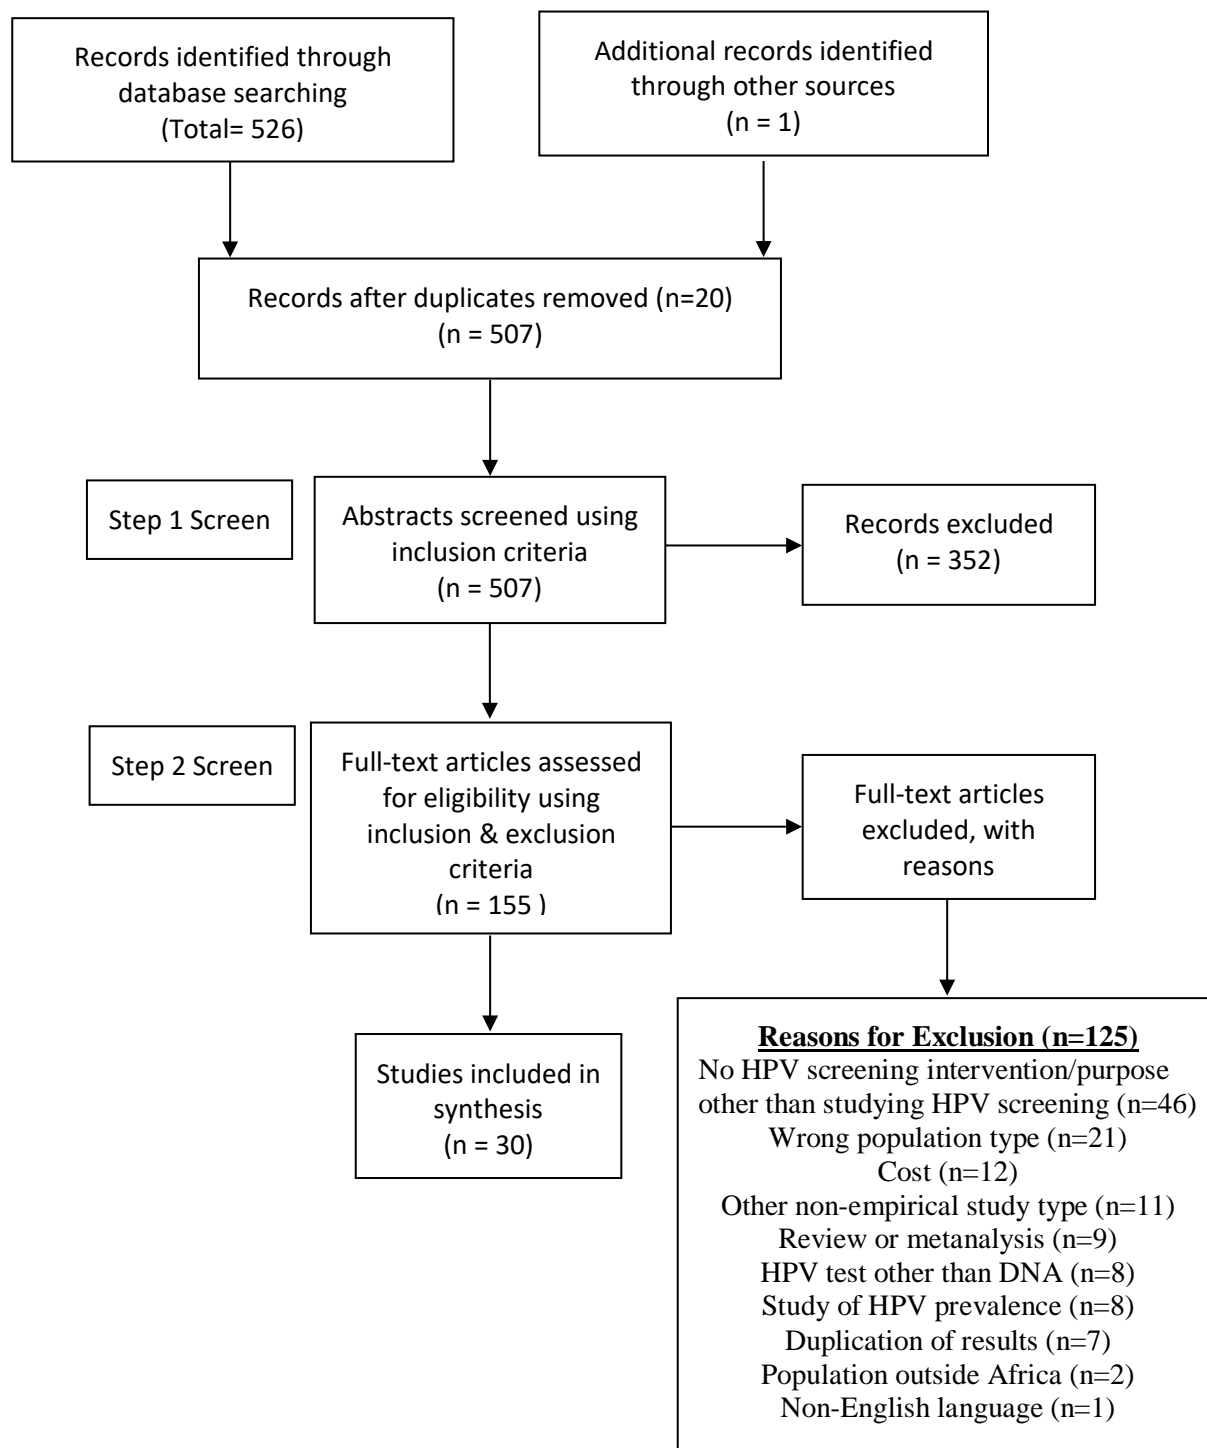 Records identified through
database searching
(Total= 526)
Additional records identified
through other sources
(n = 1)
Records after duplicates removed (n=20)
(n = 507)
Step 1 Screen
Abstracts screened using
inclusion criteria
(n = 507)
Records excluded
(n = 352)
Step 2 Screen
Full-text articles assessed
for eligibility using
inclusion & exclusion
criteria
(n = 155 )
Full-text articles
excluded, with
reasons
Studies included in
synthesis
(n = 30)
Reasons for Exclusion (n=125)
No HPV screening intervention/purpose
other than studying HPV screening (n=46)
Wrong population type (n=21)
Cost (n=12)
Other non-empirical study type (n=11)
Review or metanalysis (n=9)
HPV test other than DNA (n=8)
Study of HPV prevalence (n=8)
Duplication of results (n=7)
Population outside Africa (n=2)
Non-English language (n=1)